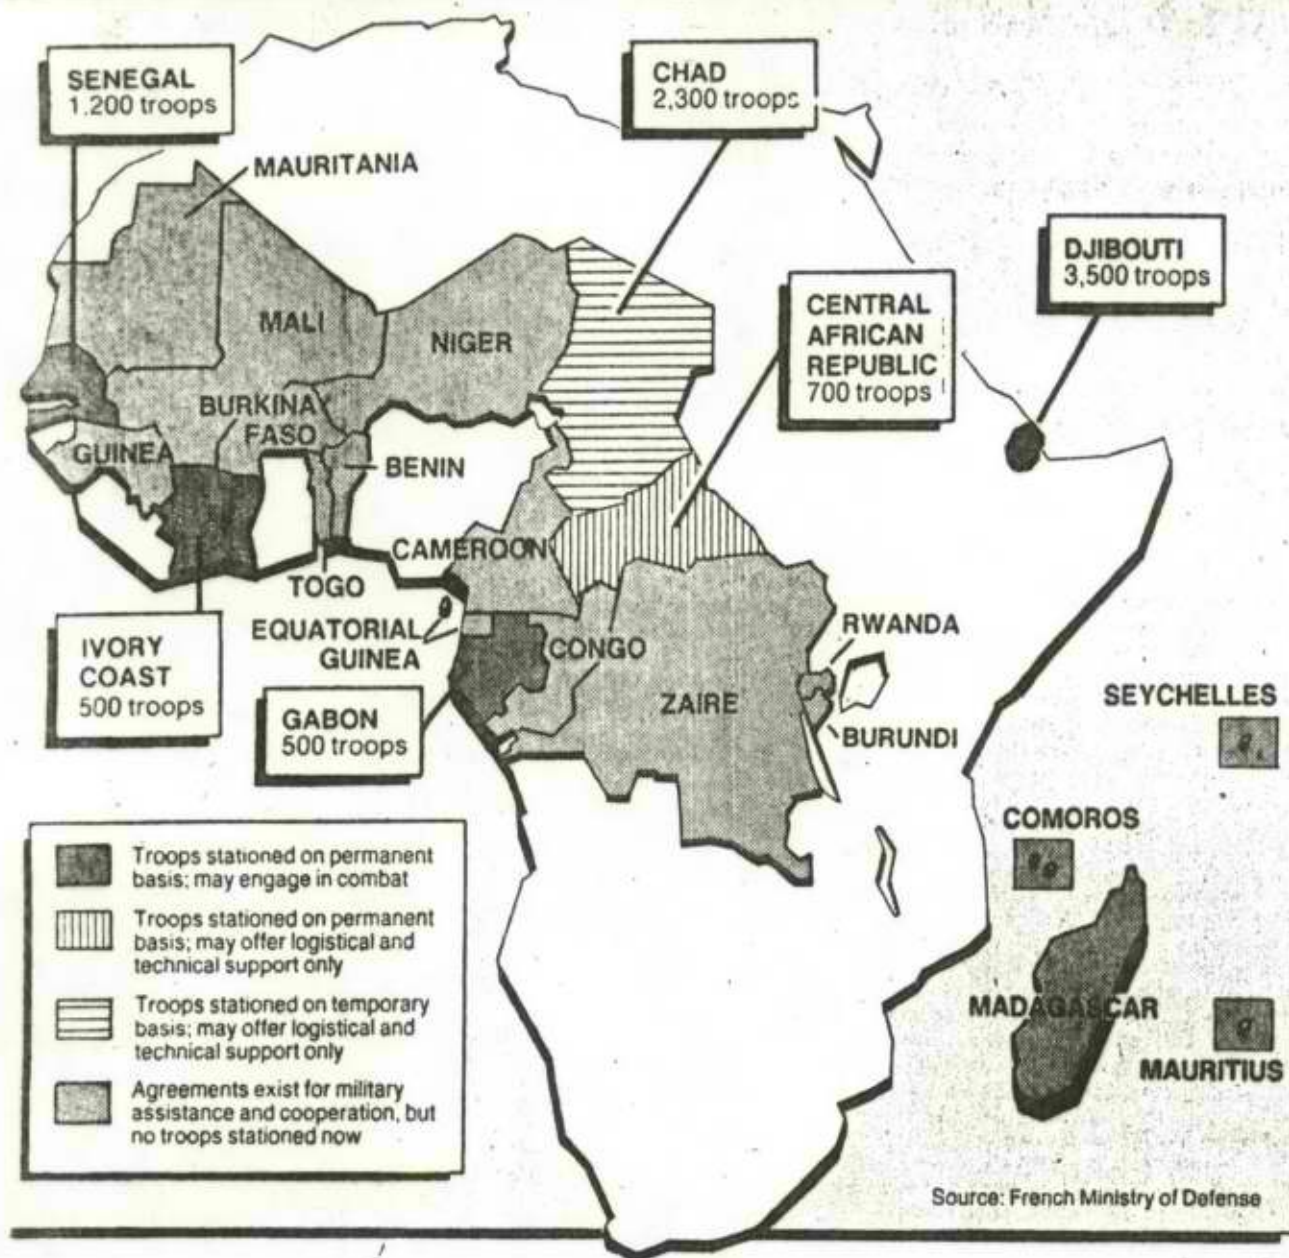 SENEGAL
1,200 troops
CHAD
2,300 troops
MAURITANIA
DJIBOUTI
3,500 troops
CENTRAL
AFRICAN
REPUBLIC
700 troops
MALI
NIGER
BURKINA
FASO
GUINEA
BENIN
CAMEROON
TOGO
EQUATORIAL
GUINEA
CONGO
RWANDA
ZAIRE
BURUNDI
IVORY
COAST
500 troops
GABON
500 troops
SEYCHELLES
COMOROS
MADAGASCAR
MAURITIUS
Troops stationed on permanent
basis; may engage in combat
Troops stationed on permanent
basis; may offer logistical and
technical support only
Troops stationed on temporary
basis; may offer logistical and
technical support only
Agreements exist for military
assistance and cooperation, but
no troops stationed now
Source: French Ministry of Defense